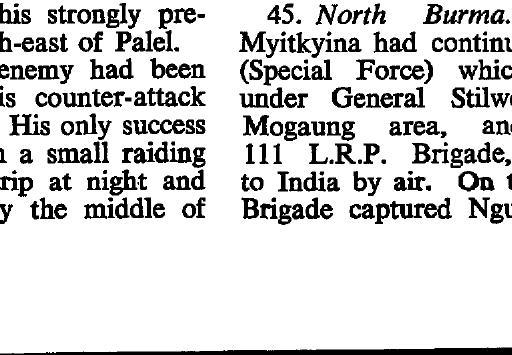 his strongly pre-
h-east of Palel.
enemy had been
is counter-attack
His only success
a small raiding
rip at night and
y the middle of
45. North Burma.
Myitkyina had continu
(Special Force) whic
under General Stilw
Mogaung area, an
111 L.R.P. Brigade,
to India by air. On t
Brigade captured Ngu